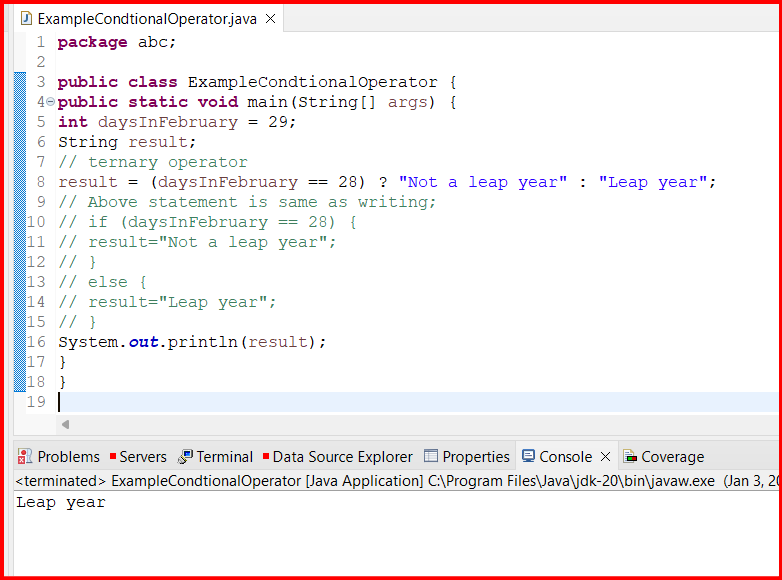 ExampleCondtionalOperator.java
1 package abc;
2
3 public class ExampleCondtionalOperator {
4 public static void main(String[] args) {
5 int daysInFebruary = 29;
6 String result;
7 // ternary operator
8 result = (daysInFebruary == 28) ? "Not a leap year" : "Leap year";
9 // Above statement is same as writing;
10 // if (daysInFebruary == 28) {
11 // result="Not a leap year";
12 // }
13 // else {
14 // result="Leap year";
15 // }
16 System.out.println(result);
17 }
18 }
19
Problems Servers Terminal Data Source Explorer Properties Console Coverage
<terminated> ExampleCondtionalOperator [Java Application] C:\Program Files\Java\jdk-20\bin\javaw.exe (Jan 3, 20
Leap year